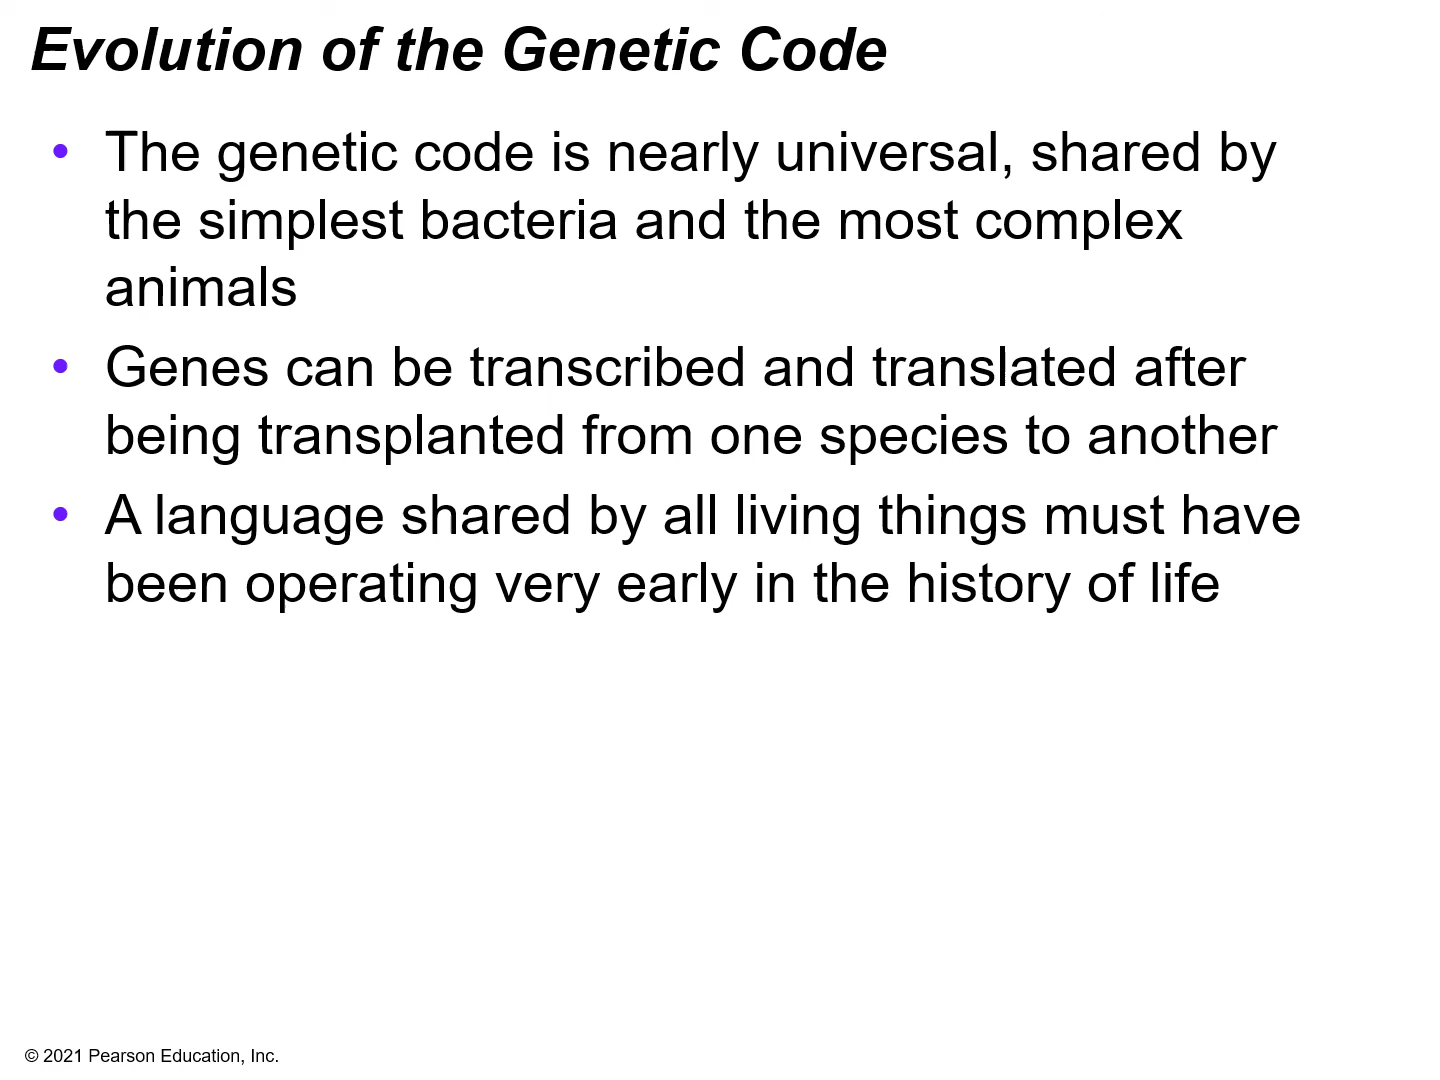 Evolution of the Genetic Code
• The genetic code is nearly universal, shared by
the simplest bacteria and the most complex
animals
• Genes can be transcribed and translated after
being transplanted from one species to another
• A language shared by all living things must have
been operating very early in the history of life
© 2021 Pearson Education, Inc.